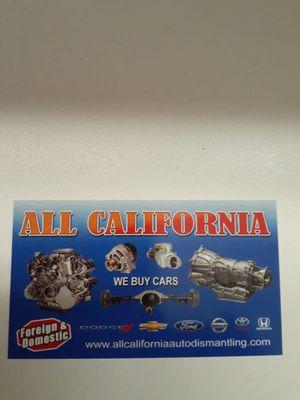 ALL CALIFORNIA
WE BUY CARS
Foreign &
Domestic
DODGE
Ford
www.allcaliforniaautodismantling.com